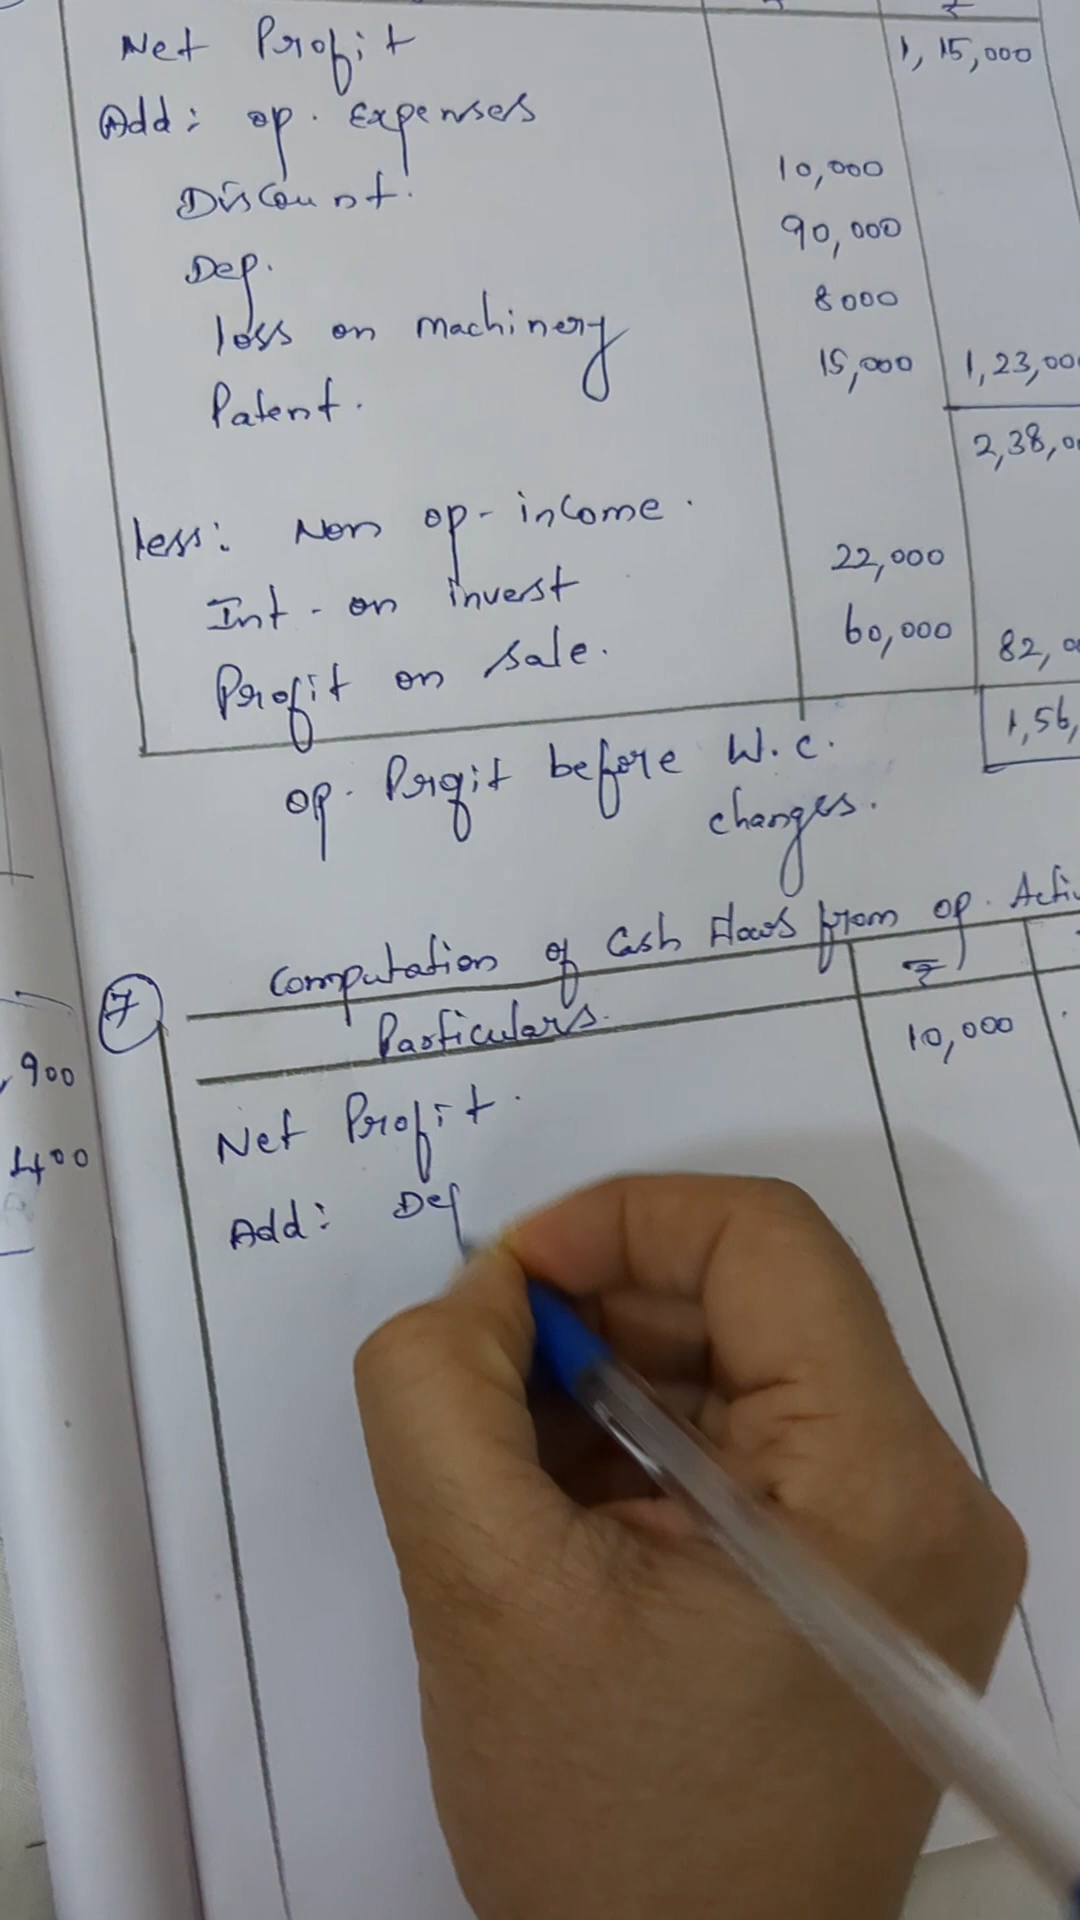 ₹
Net Profit 1,15,000
Add: op. Expenses
Discount. 10,000
Dep. 90,000
loss on machinery 8000
Patent. 15,000 1,23,00
2,38,0
less: Non op-income.
Int - on invest 22,000
Profit on sale. 60,000 82,0
op. Profit before W.C. 1,56,
changes.
7 Computation of Cash Flows from op. Acti
Particulars. ₹
Net Profit. 10,000
Add: Dep
900
400